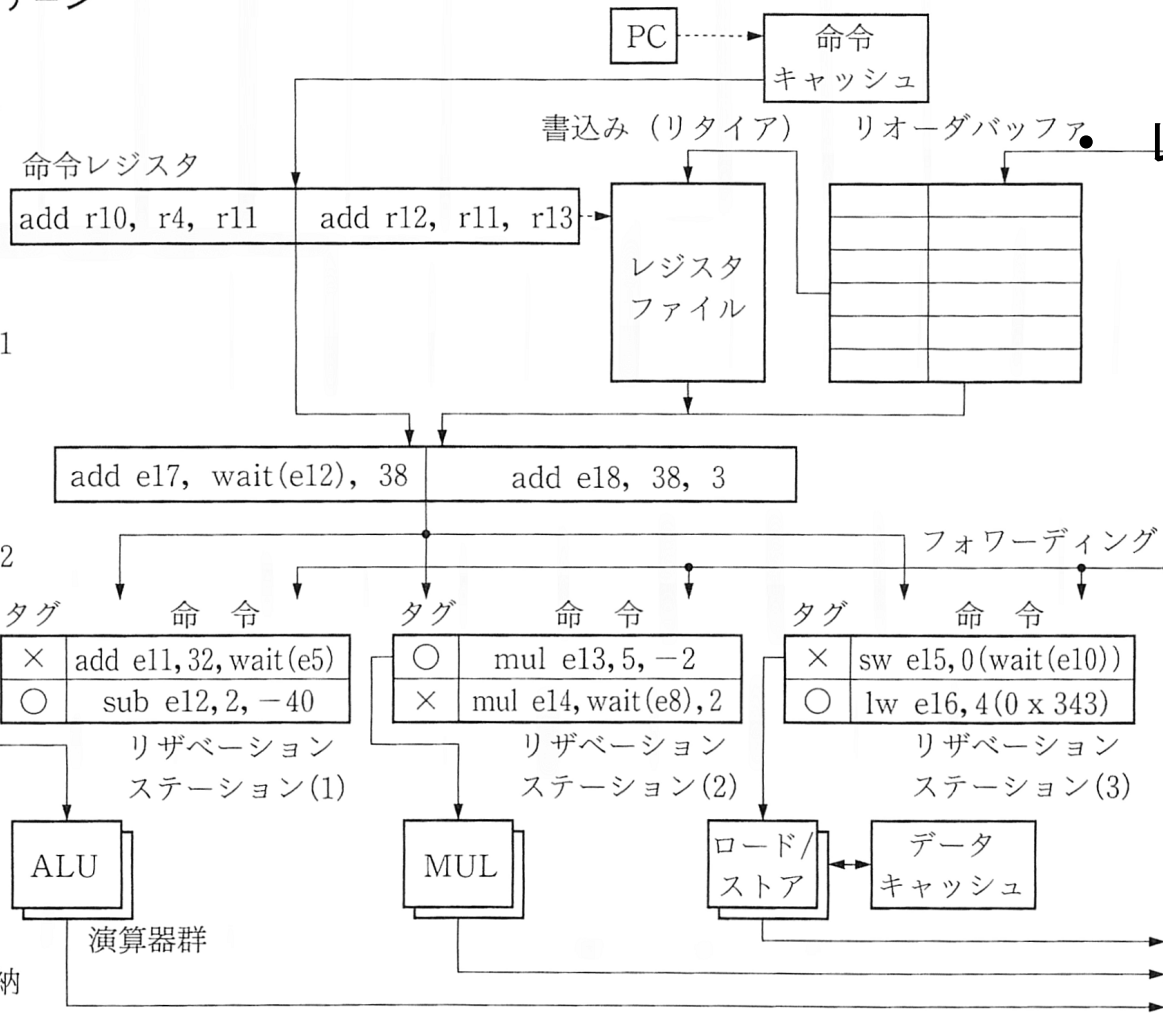 PC
命令
キャッシュ
書込み（リタイア） リオーダバッファ
命令レジスタ
add r10, r4, r11 add r12, r11, r13
レジスタ
ファイル
1
add e17, wait(e12), 38 add e18, 38, 3
2
フォワーディング
タグ 命 令 タグ 命 令 タグ 命 令
× add e11,32,wait(e5) ○ mul e13,5,−2 × sw e15,0(wait(e10))
○ sub e12,2,−40 × mul e14,wait(e8),2 ○ lw e16,4(0 x 343)
リザベーション リザベーション リザベーション
ステーション(1) ステーション(2) ステーション(3)
ALU MUL ロード/ データ
ストア キャッシュ
演算器群
納